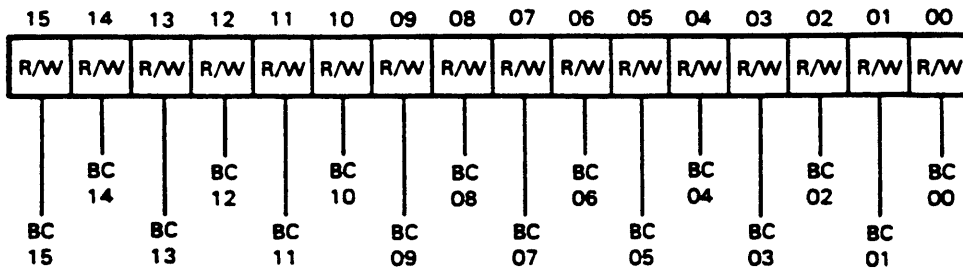 15 14 13 12 11 10 09 08 07 06 05 04 03 02 01 00
R/W R/W R/W R/W R/W R/W R/W R/W R/W R/W R/W R/W R/W R/W R/W R/W
BC BC BC BC BC BC BC BC
14 12 10 08 06 04 02 00
BC BC BC BC BC BC BC BC
15 13 11 09 07 05 03 01